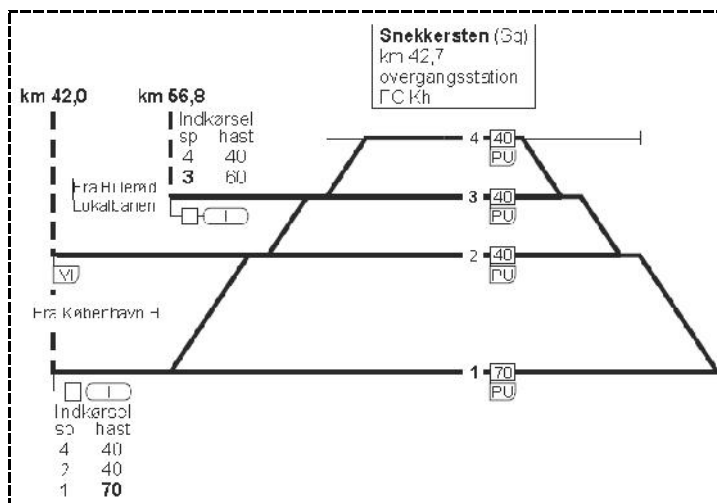 Snekkersten (Gq)
km 42,7
overgangsstation
FC Kh
km 42,0
km 56,8
Indkørsel
sp hast
4 40
3 60
Fra Hillerød
Lokalbanen
4 40
PU
3 40
PU
2 40
PU
VI
Fra København H
1 70
PU
I
I
Indkørsel
sp hast
4 40
2 40
1 70